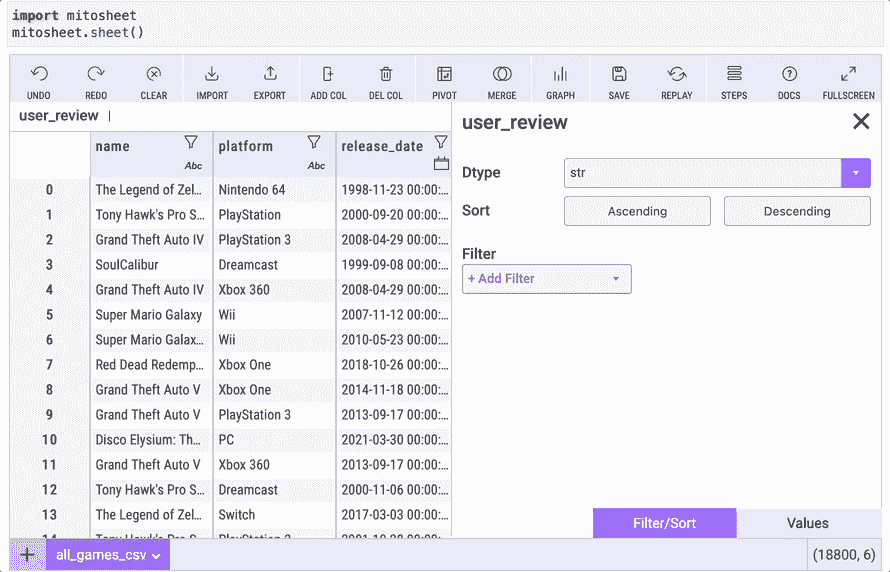 import mitosheet
mitosheet.sheet()
UNDO REDO CLEAR IMPORT EXPORT ADD COL DEL COL PIVOT MERGE GRAPH SAVE REPLAY STEPS DOCS FULLSCREEN
user_review
name platform release_date
Abc Abc
0 The Legend of Zel... Nintendo 64 1998-11-23 00:00:...
1 Tony Hawk's Pro S... PlayStation 2000-09-20 00:00:...
2 Grand Theft Auto IV PlayStation 3 2008-04-29 00:00:...
3 SoulCalibur Dreamcast 1999-09-08 00:00:...
4 Grand Theft Auto IV Xbox 360 2008-04-29 00:00:...
5 Super Mario Galaxy Wii 2007-11-12 00:00:...
6 Super Mario Galax... Wii 2010-05-23 00:00:...
7 Red Dead Redemp... Xbox One 2018-10-26 00:00:...
8 Grand Theft Auto V Xbox One 2014-11-18 00:00:...
9 Grand Theft Auto V PlayStation 3 2013-09-17 00:00:...
10 Disco Elysium: Th... PC 2021-03-30 00:00:...
11 Grand Theft Auto V Xbox 360 2013-09-17 00:00:...
12 Tony Hawk's Pro S... Dreamcast 2000-11-06 00:00:...
13 The Legend of Zel... Switch 2017-03-03 00:00:...
user_review
Dtype str
Sort Ascending Descending
Filter
+ Add Filter
Filter/Sort Values
+ all_games_csv (18800, 6)